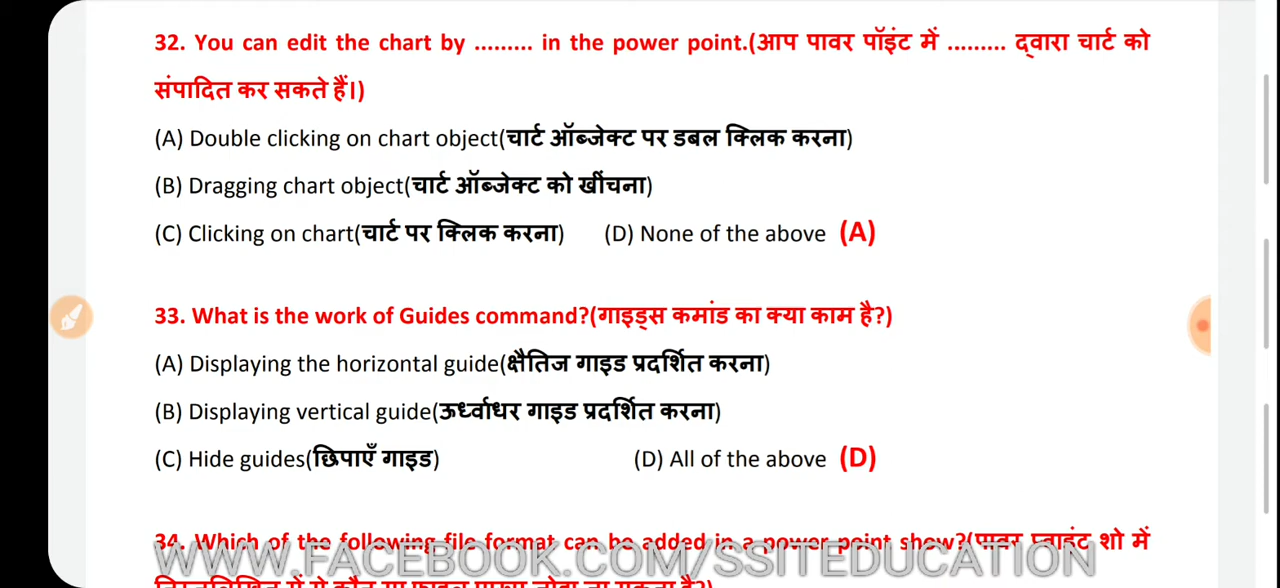 32. You can edit the chart by ......... in the power point.(आप पावर पॉइंट में ......... द्वारा चार्ट को
संपादित कर सकते हैं।)
(A) Double clicking on chart object(चार्ट ऑब्जेक्ट पर डबल क्लिक करना)
(B) Dragging chart object(चार्ट ऑब्जेक्ट को खींचना)
(C) Clicking on chart(चार्ट पर क्लिक करना) (D) None of the above (A)
33. What is the work of Guides command?(गाइड्स कमांड का क्या काम है?)
(A) Displaying the horizontal guide(क्षैतिज गाइड प्रदर्शित करना)
(B) Displaying vertical guide(ऊर्ध्वाधर गाइड प्रदर्शित करना)
(C) Hide guides(छिपाएँ गाइड) (D) All of the above (D)
34. Which of the following file format can be added in a power point show?(पावर प्वाइंट शो में
WWW.FACEBOOK.COM/SSITEDUCATION